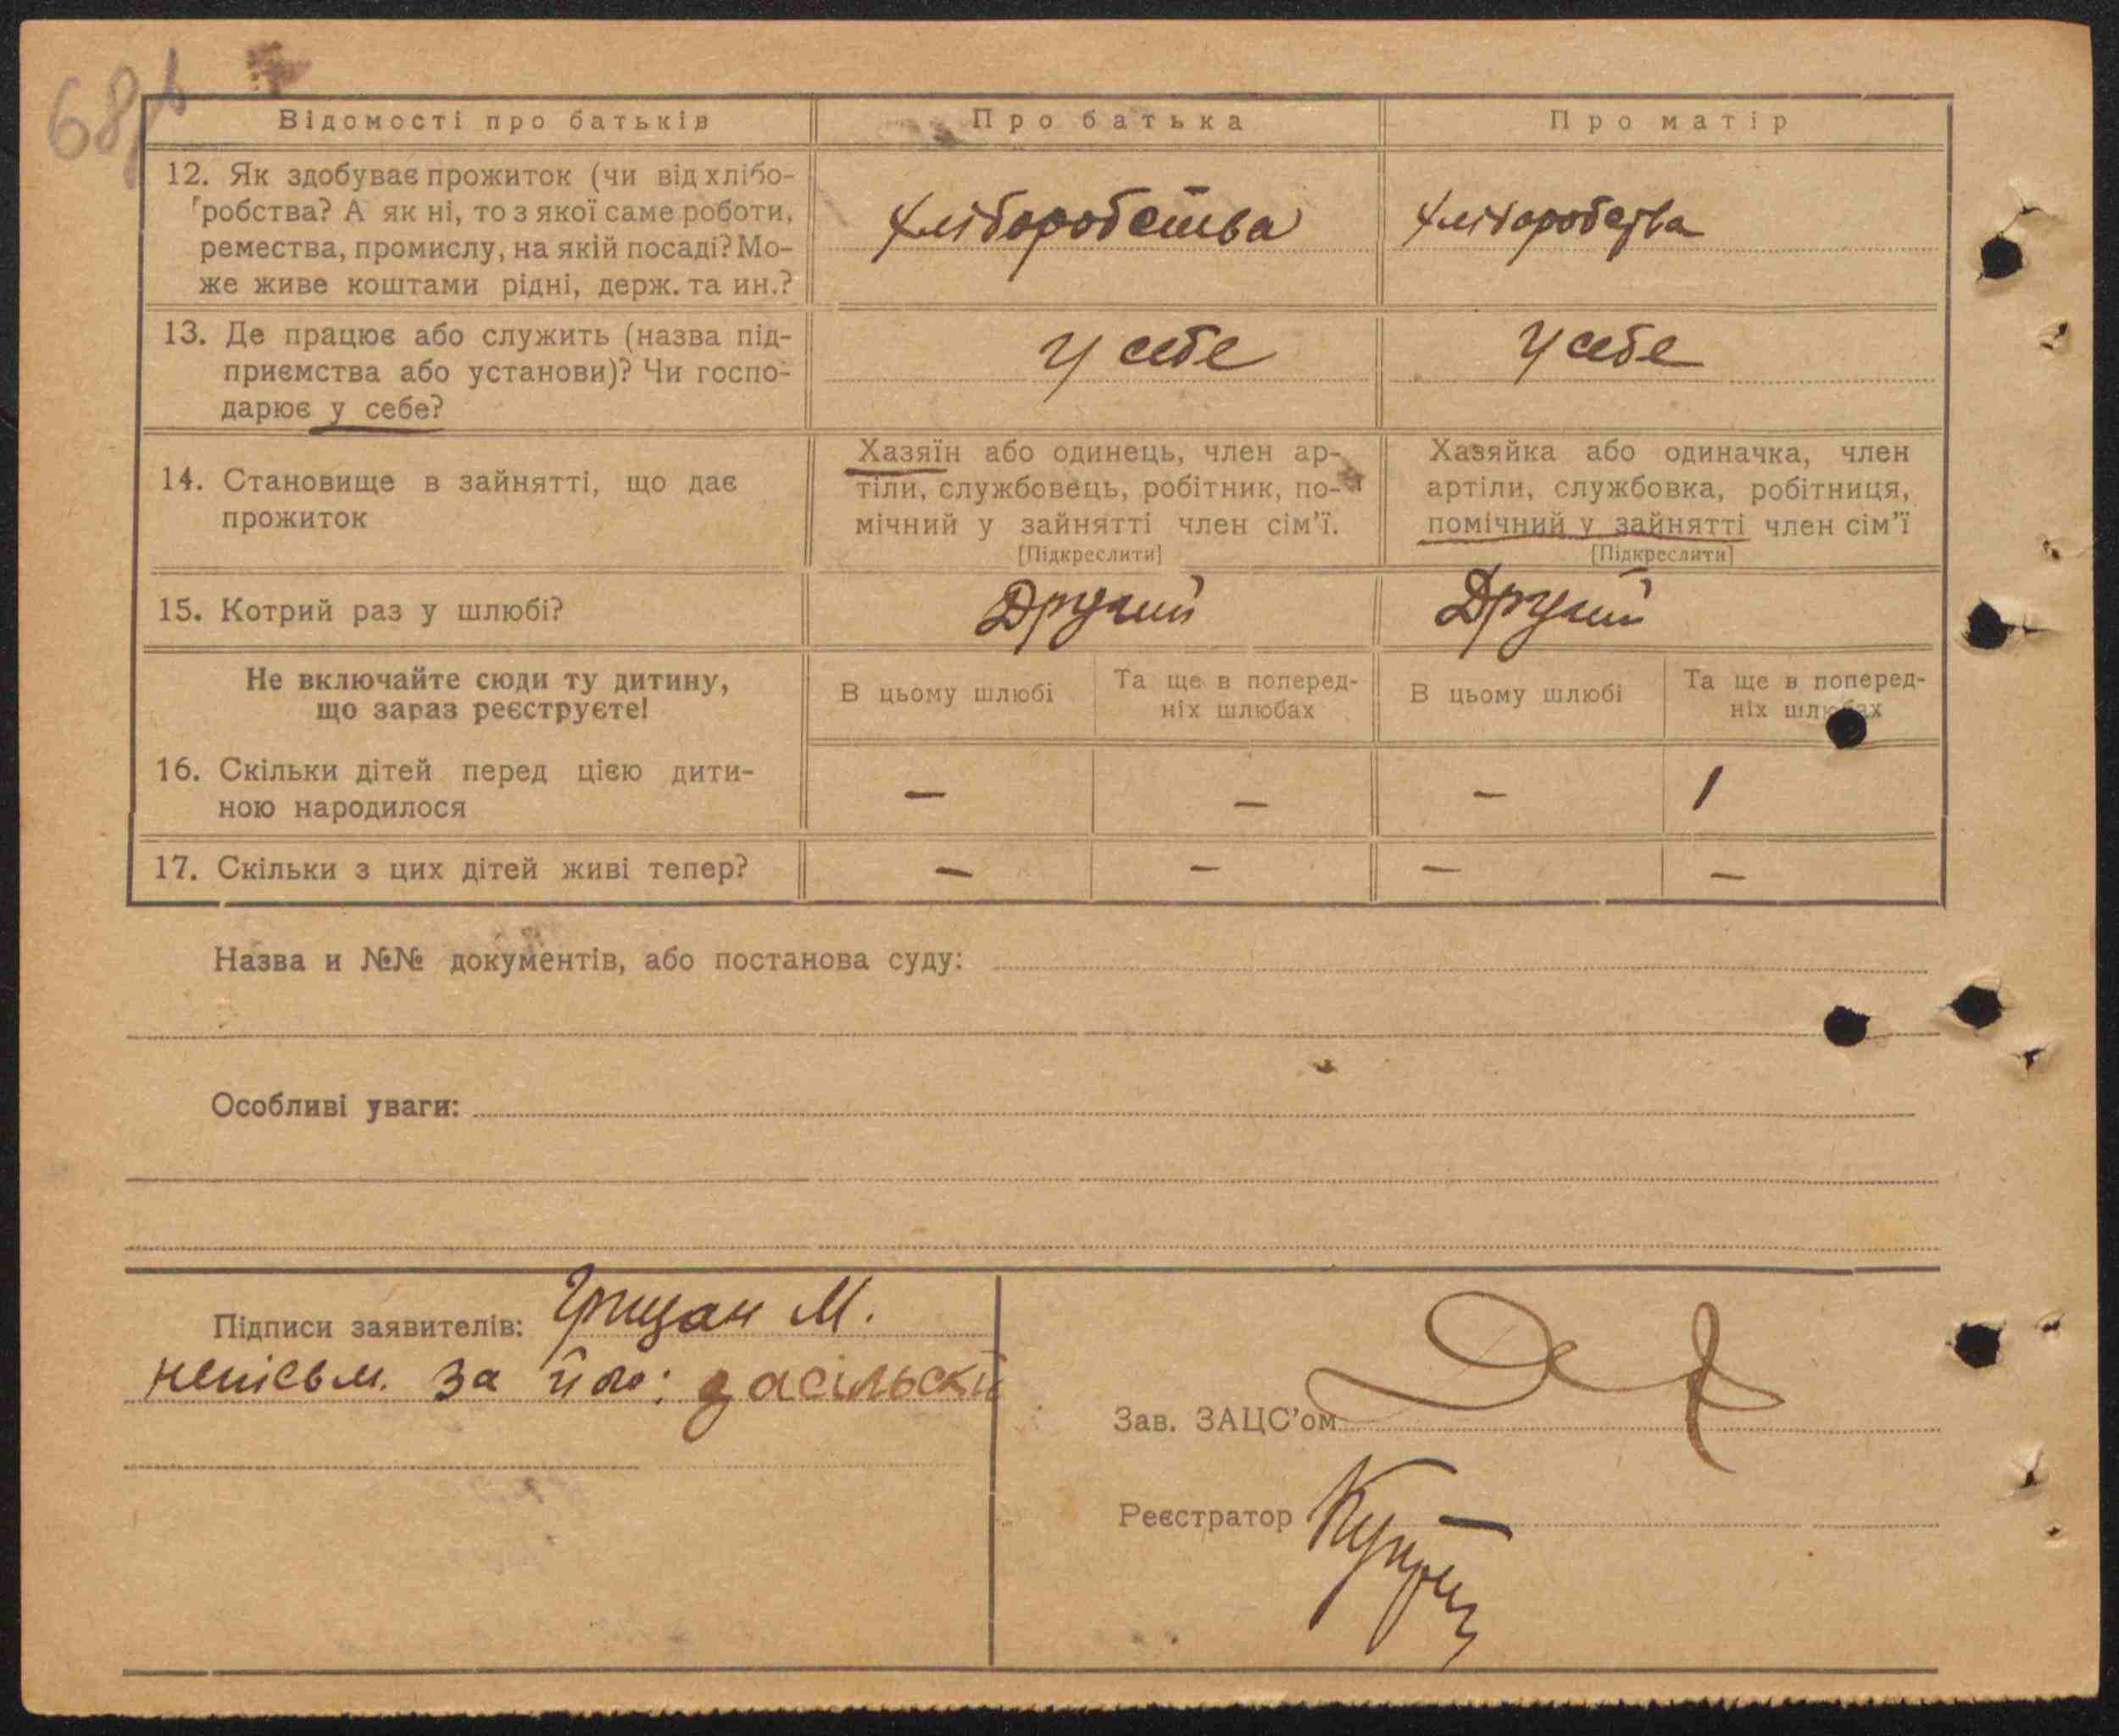 Відомості про батьків
Про батька
Про матір
12. Як здобуває прожиток (чи від хлібо-
робства? А як ні, то з якої саме роботи,
ремества, промислу, на якій посаді? Мо-
же живе коштами рідні, держ. та ин.?
хліборобства
хліборобства
13. Де працює або служить (назва під-
приємства або установи)? Чи госпо-
дарює у себе?
у себе
у себе
14. Становище в зайнятті, що дає
прожиток
Хазяїн або одинець, член ар-
тіли, службовець, робітник, по-
мічний у зайнятті член сім'ї.
[Підкреслити]
Хазяйка або одиначка, член
артіли, службовка, робітниця,
помічний у зайнятті член сім'ї
[Підкреслити]
15. Котрий раз у шлюбі?
Другий
Другий
Не включайте сюди ту дитину,
що зараз реєструєте!
В цьому шлюбі
Та ще в поперед-
ніх шлюбах
В цьому шлюбі
Та ще в поперед-
ніх шлюбах
16. Скільки дітей перед цією дити-
ною народилося
— — — 1
17. Скільки з цих дітей живі тепер?
— — — —
Назва и №№ документів, або постанова суду:
Особливі уваги:
Підписи заявителів: Грицан М.
неписьм. за його:
Зав. ЗАЦС'ом
Реєстратор